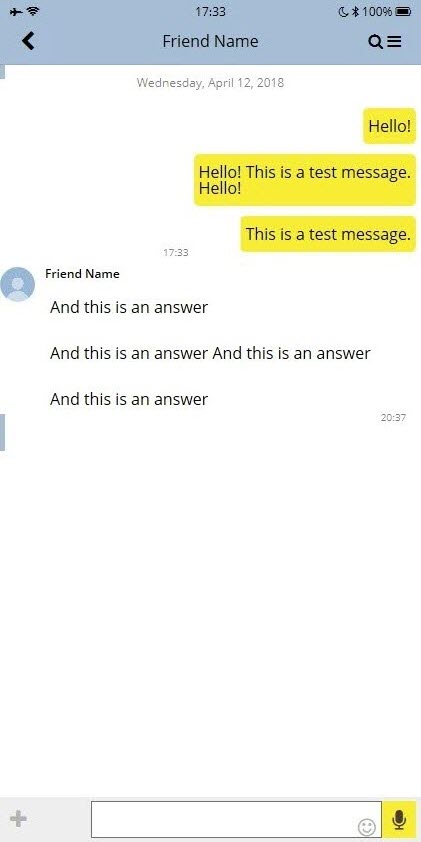 17:33
100%
Friend Name
Wednesday, April 12, 2018
Hello!
Hello! This is a test message.
Hello!
This is a test message.
17:33
Friend Name
And this is an answer
And this is an answer And this is an answer
And this is an answer
20:37